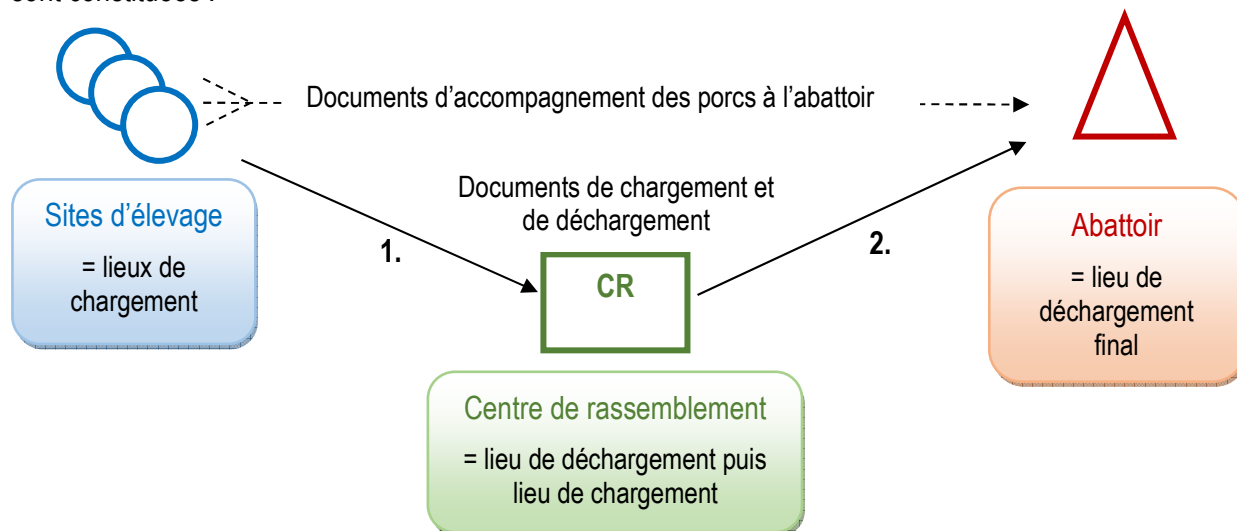 Documents d’accompagnement des porcs à l’abattoir
Documents de chargement et
de déchargement
1.
2.
CR
Sites d’élevage
= lieux de
chargement
Abattoir
= lieu de
déchargement
final
Centre de rassemblement
= lieu de déchargement puis
lieu de chargement